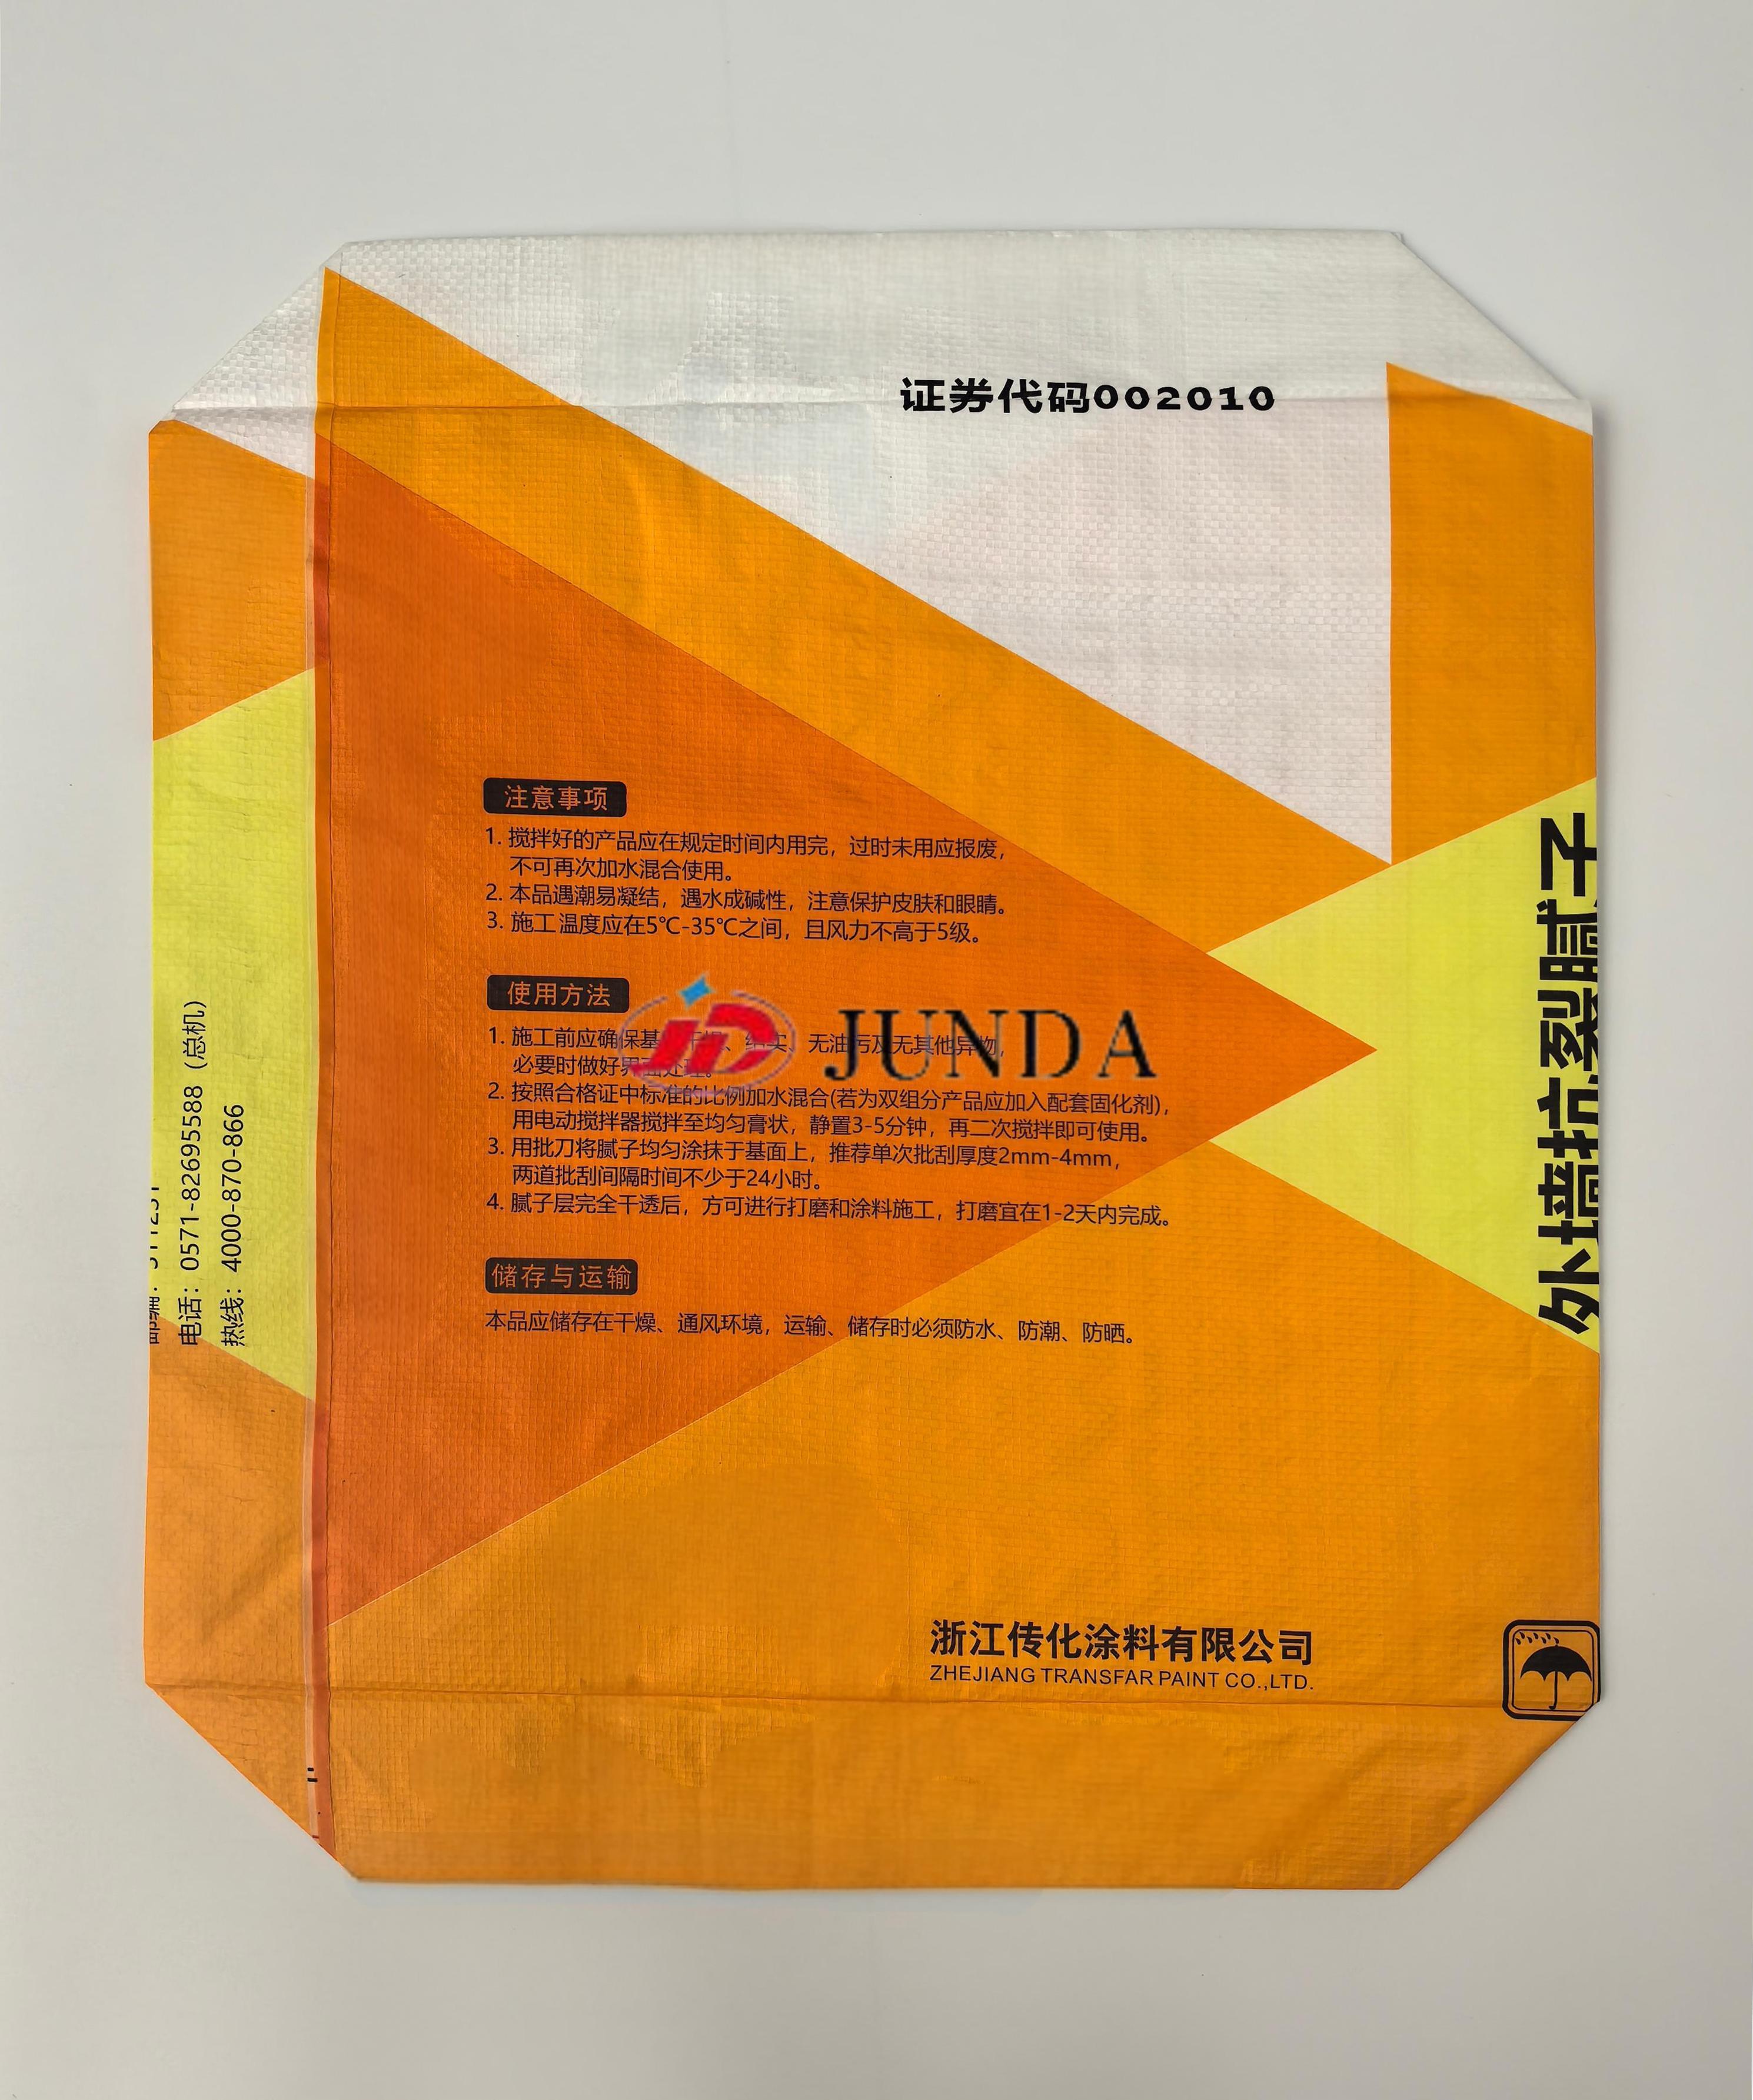 证券代码002010
注意事项
1. 搅拌好的产品应在规定时间内用完，过时未用应报废，
不可再次加水混合使用。
2. 本品遇潮易凝结，遇水成碱性，注意保护皮肤和眼睛。
3. 施工温度应在5℃-35℃之间，且风力不高于5级。
使用方法
1. 施工前应确保基 、 实、无油污及无其他异物，
必要时做好界面处理。
2. 按照合格证中标准的比例加水混合(若为双组分产品应加入配套固化剂)，
用电动搅拌器搅拌至均匀膏状，静置3-5分钟，再二次搅拌即可使用。
3. 用批刀将腻子均匀涂抹于基面上，推荐单次批刮厚度2mm-4mm，
两道批刮间隔时间不少于24小时。
4. 腻子层完全干透后，方可进行打磨和涂料施工，打磨宜在1-2天内完成。
储存与运输
本品应储存在干燥、通风环境，运输、储存时必须防水、防潮、防晒。
JD JUNDA
浙江传化涂料有限公司
ZHEJIANG TRANSFAR PAINT CO.,LTD.
电话：0571-82695588（总机）
热线：4000-870-866
外墙抗裂腻子